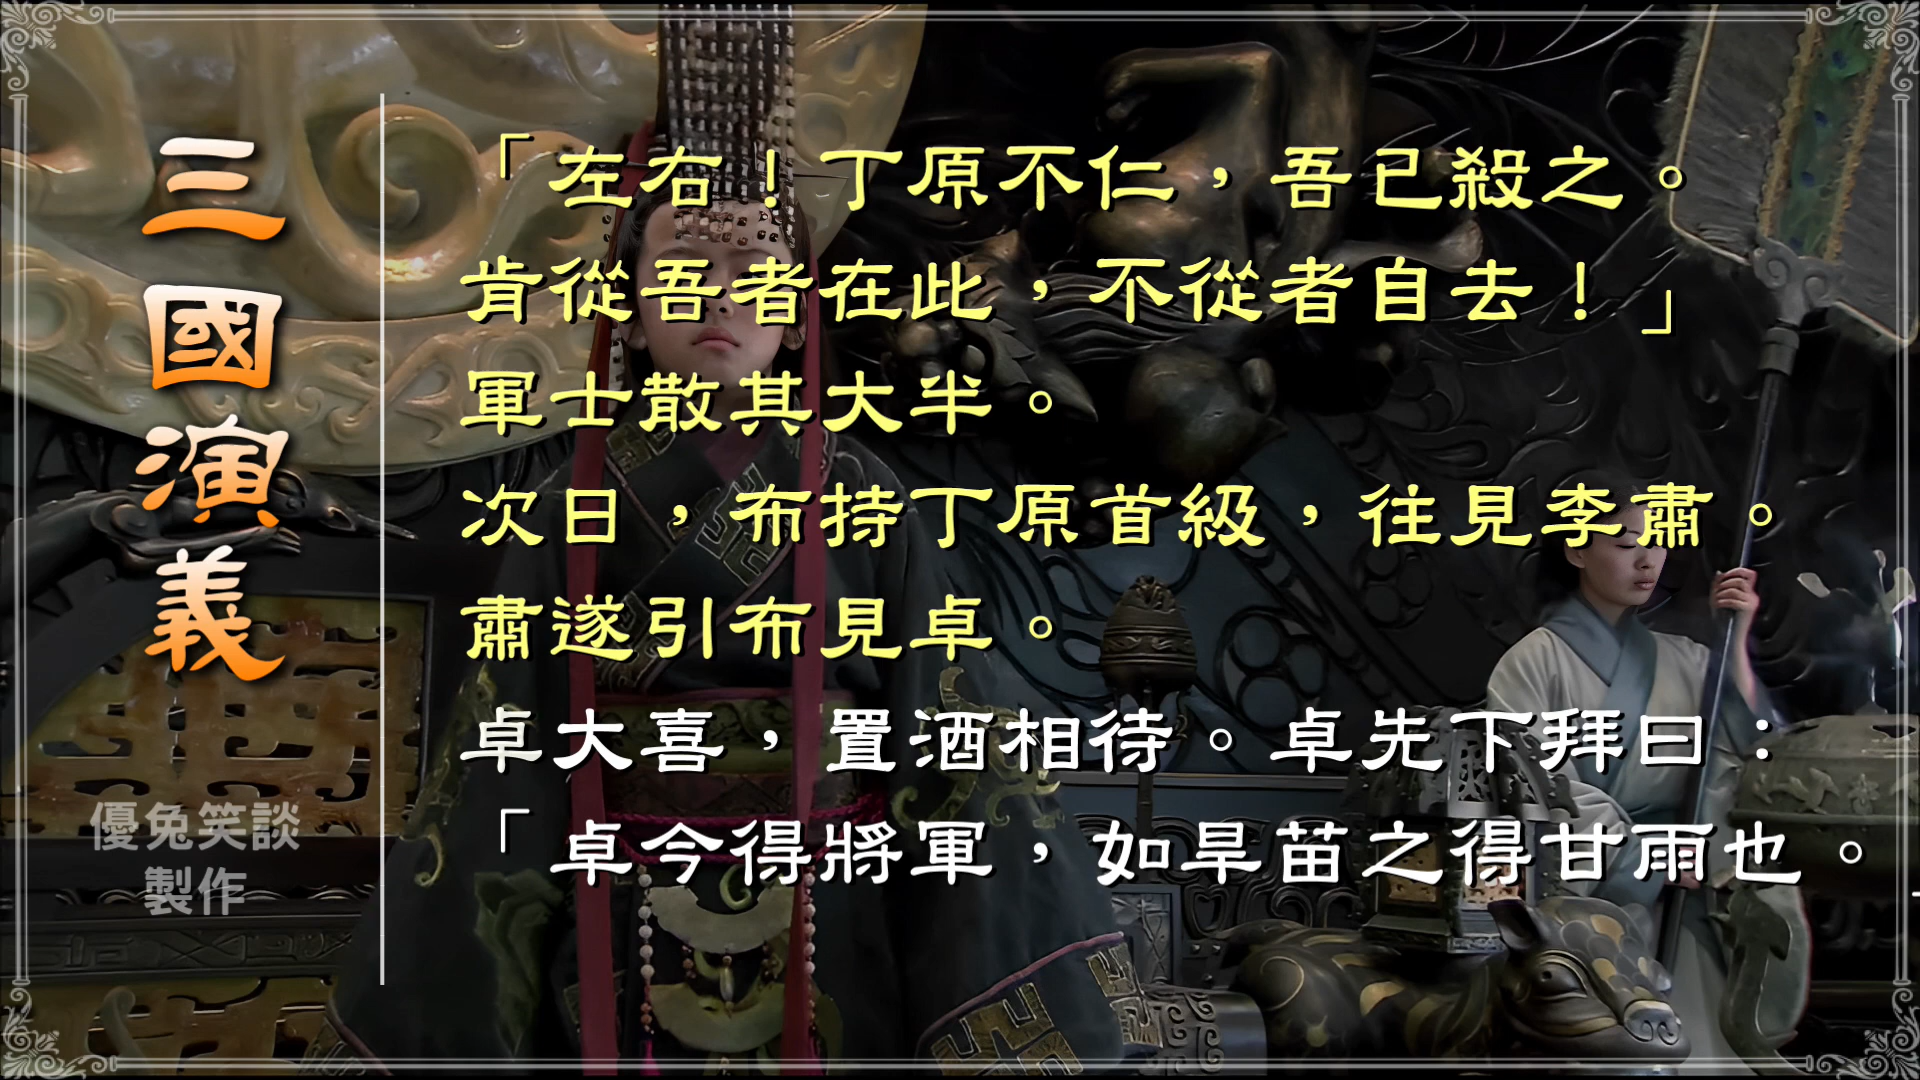 三國演義
優兔笑談
製作
「左右！丁原不仁，吾已殺之。
肯從吾者在此，不從者自去！」
軍士散其大半。
次日，布持丁原首級，往見李肅。
肅遂引布見卓。
卓大喜，置酒相待。卓先下拜曰：
「卓今得將軍，如旱苗之得甘雨也。」